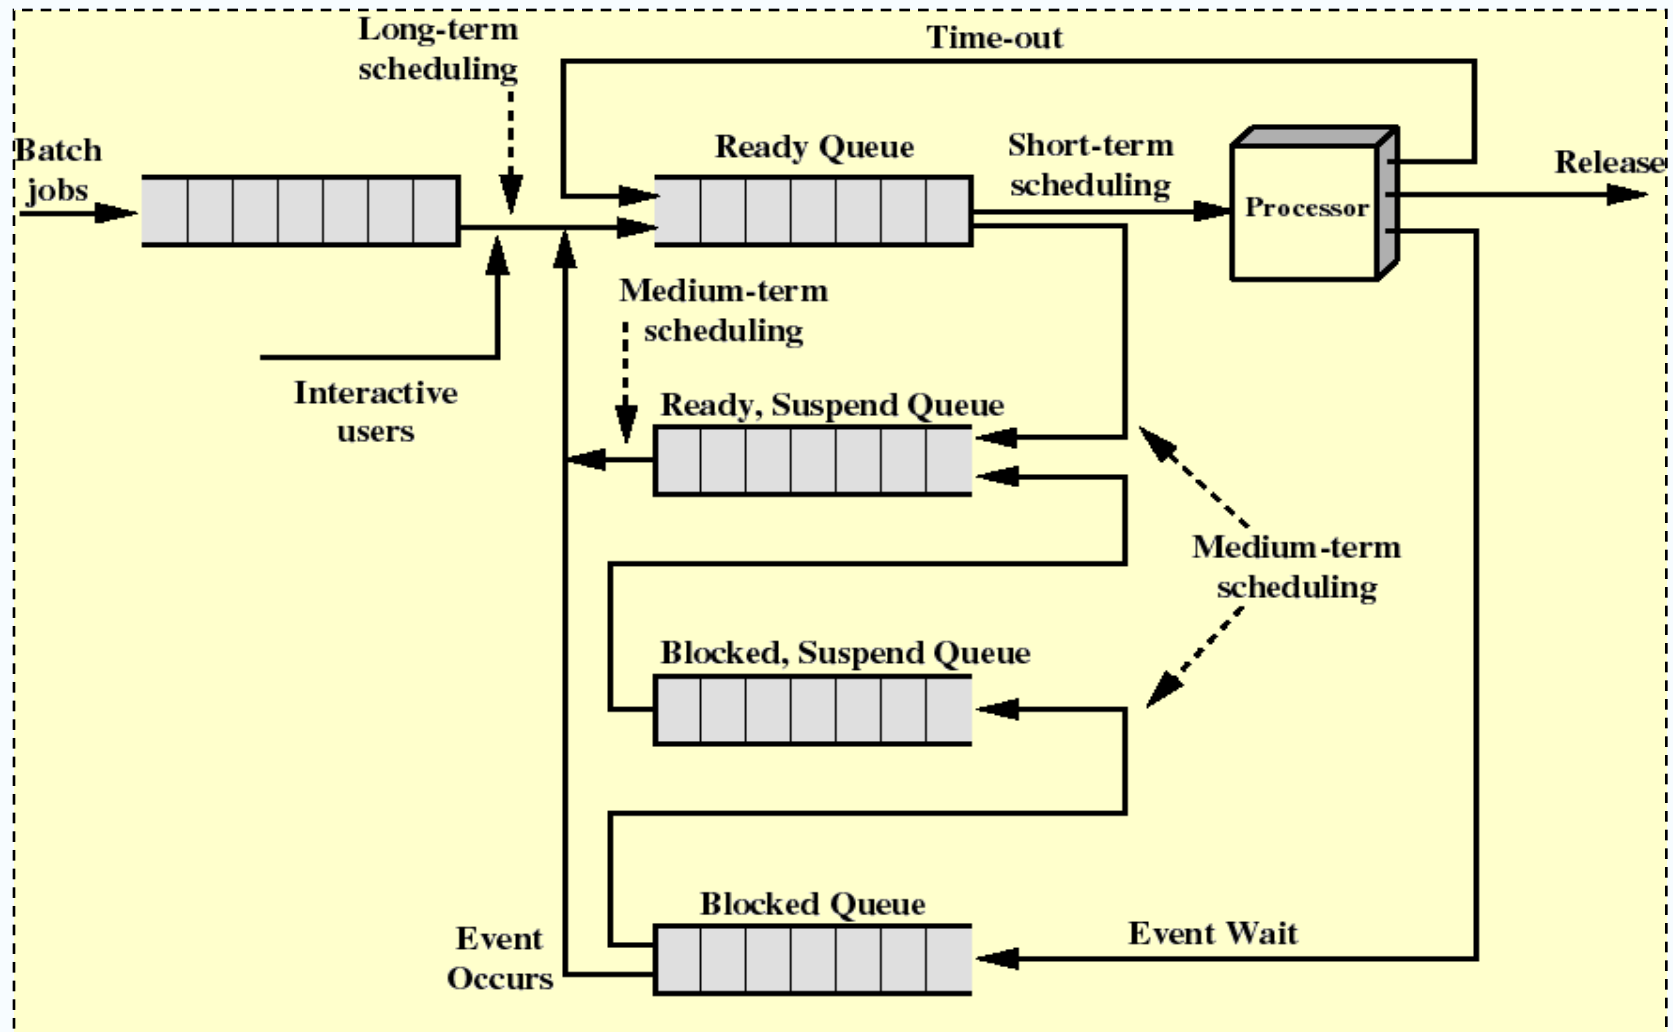 Long-term
scheduling
Time-out
Batch
jobs
Ready Queue
Short-term
scheduling
Processor
Release
Medium-term
scheduling
Interactive
users
Ready, Suspend Queue
Medium-term
scheduling
Blocked, Suspend Queue
Blocked Queue
Event
Occurs
Event Wait